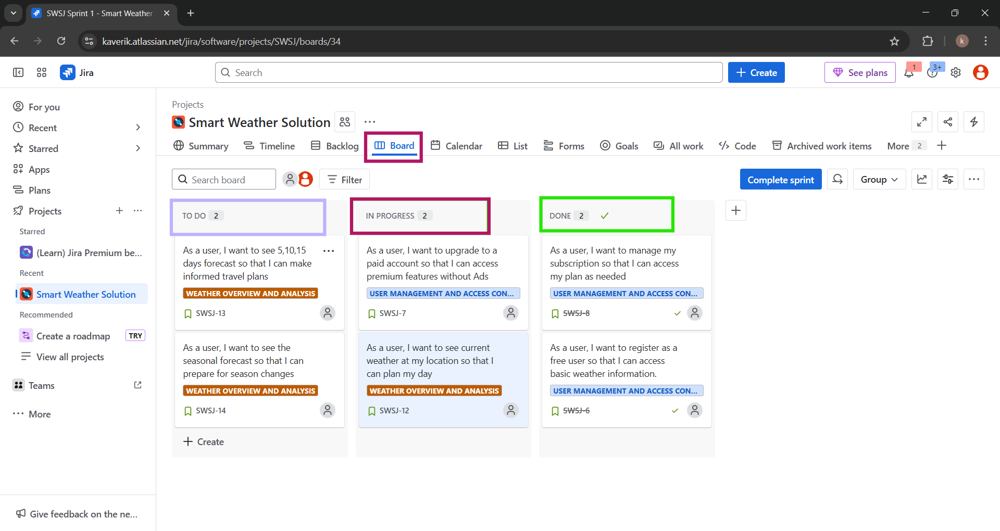 SWSJ Sprint 1 - Smart Weather
kaverik.atlassian.net/jira/software/projects/SWSJ/boards/34
k
Jira
Search
Create
See plans
1
3+
For you
Recent
Starred
Apps
Plans
Projects
Starred
(Learn) Jira Premium be...
Recent
Smart Weather Solution
Recommended
Create a roadmap TRY
View all projects
Teams
More
Give feedback on the ne...
Projects
Smart Weather Solution
Summary Timeline Backlog Board Calendar List Forms Goals All work Code Archived work items More 2
Search board
Filter
Complete sprint
Group
TO DO 2
As a user, I want to see 5,10,15
days forecast so that I can make
informed travel plans
WEATHER OVERVIEW AND ANALYSIS
SWSJ-13
As a user, I want to see the
seasonal forecast so that I can
prepare for season changes
WEATHER OVERVIEW AND ANALYSIS
SWSJ-14
Create
IN PROGRESS 2
As a user, I want to upgrade to a
paid account so that I can access
premium features without Ads
USER MANAGEMENT AND ACCESS CON...
SWSJ-7
As a user, I want to see current
weather at my location so that I
can plan my day
WEATHER OVERVIEW AND ANALYSIS
SWSJ-12
DONE 2
As a user, I want to manage my
subscription so that I can access
my plan as needed
USER MANAGEMENT AND ACCESS CON...
SWSJ-8
As a user, I want to register as a
free user so that I can access
basic weather information.
USER MANAGEMENT AND ACCESS CON...
SWSJ-6